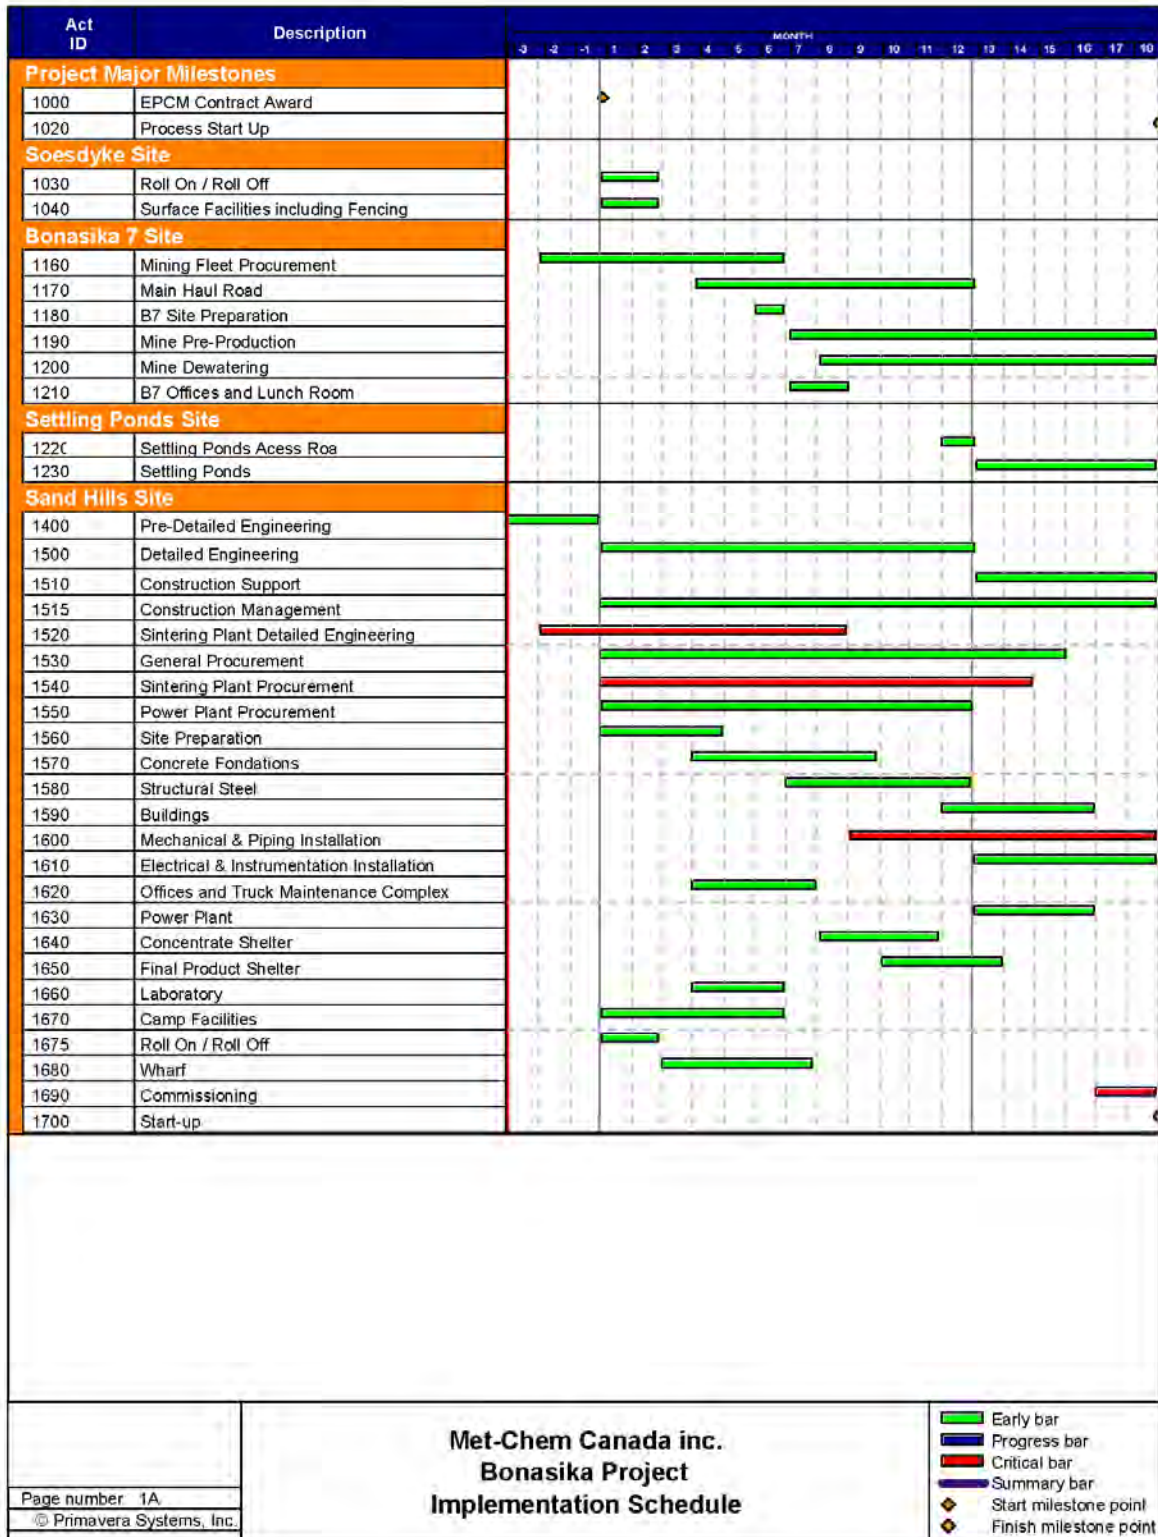 Act ID Description
MONTH
-3 -2 -1 1 2 3 4 5 6 7 8 9 10 11 12 13 14 15 16 17 18
Project Major Milestones
1000 EPCM Contract Award
1020 Process Start Up
Soesdyke Site
1030 Roll On / Roll Off
1040 Surface Facilities including Fencing
Bonasika 7 Site
1160 Mining Fleet Procurement
1170 Main Haul Road
1180 B7 Site Preparation
1190 Mine Pre-Production
1200 Mine Dewatering
1210 B7 Offices and Lunch Room
Settling Ponds Site
1220 Settling Ponds Acess Roa
1230 Settling Ponds
Sand Hills Site
1400 Pre-Detailed Engineering
1500 Detailed Engineering
1510 Construction Support
1515 Construction Management
1520 Sintering Plant Detailed Engineering
1530 General Procurement
1540 Sintering Plant Procurement
1550 Power Plant Procurement
1560 Site Preparation
1570 Concrete Fondations
1580 Structural Steel
1590 Buildings
1600 Mechanical & Piping Installation
1610 Electrical & Instrumentation Installation
1620 Offices and Truck Maintenance Complex
1630 Power Plant
1640 Concentrate Shelter
1650 Final Product Shelter
1660 Laboratory
1670 Camp Facilities
1675 Roll On / Roll Off
1680 Wharf
1690 Commissioning
1700 Start-up
Page number 1A
© Primavera Systems, Inc.
Met-Chem Canada inc.
Bonasika Project
Implementation Schedule
Early bar
Progress bar
Critical bar
Summary bar
Start milestone point
Finish milestone point